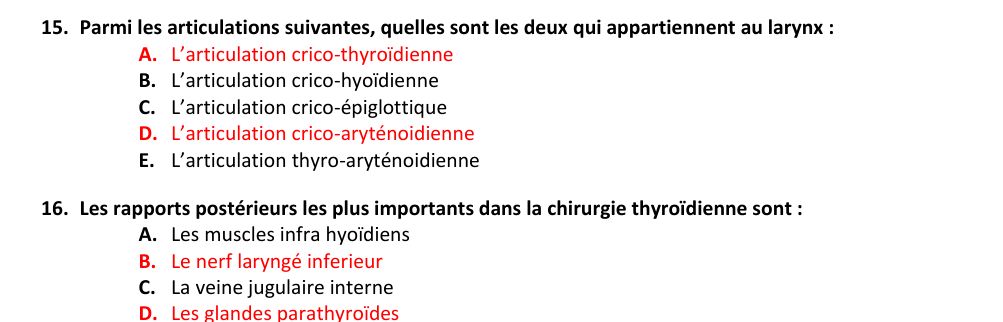 15. Parmi les articulations suivantes, quelles sont les deux qui appartiennent au larynx :
A. L’articulation crico-thyroïdienne
B. L’articulation crico-hyoïdienne
C. L’articulation crico-épiglottique
D. L’articulation crico-aryténoidienne
E. L’articulation thyro-aryténoidienne
16. Les rapports postérieurs les plus importants dans la chirurgie thyroïdienne sont :
A. Les muscles infra hyoïdiens
B. Le nerf laryngé inferieur
C. La veine jugulaire interne
D. Les glandes parathyroïdes